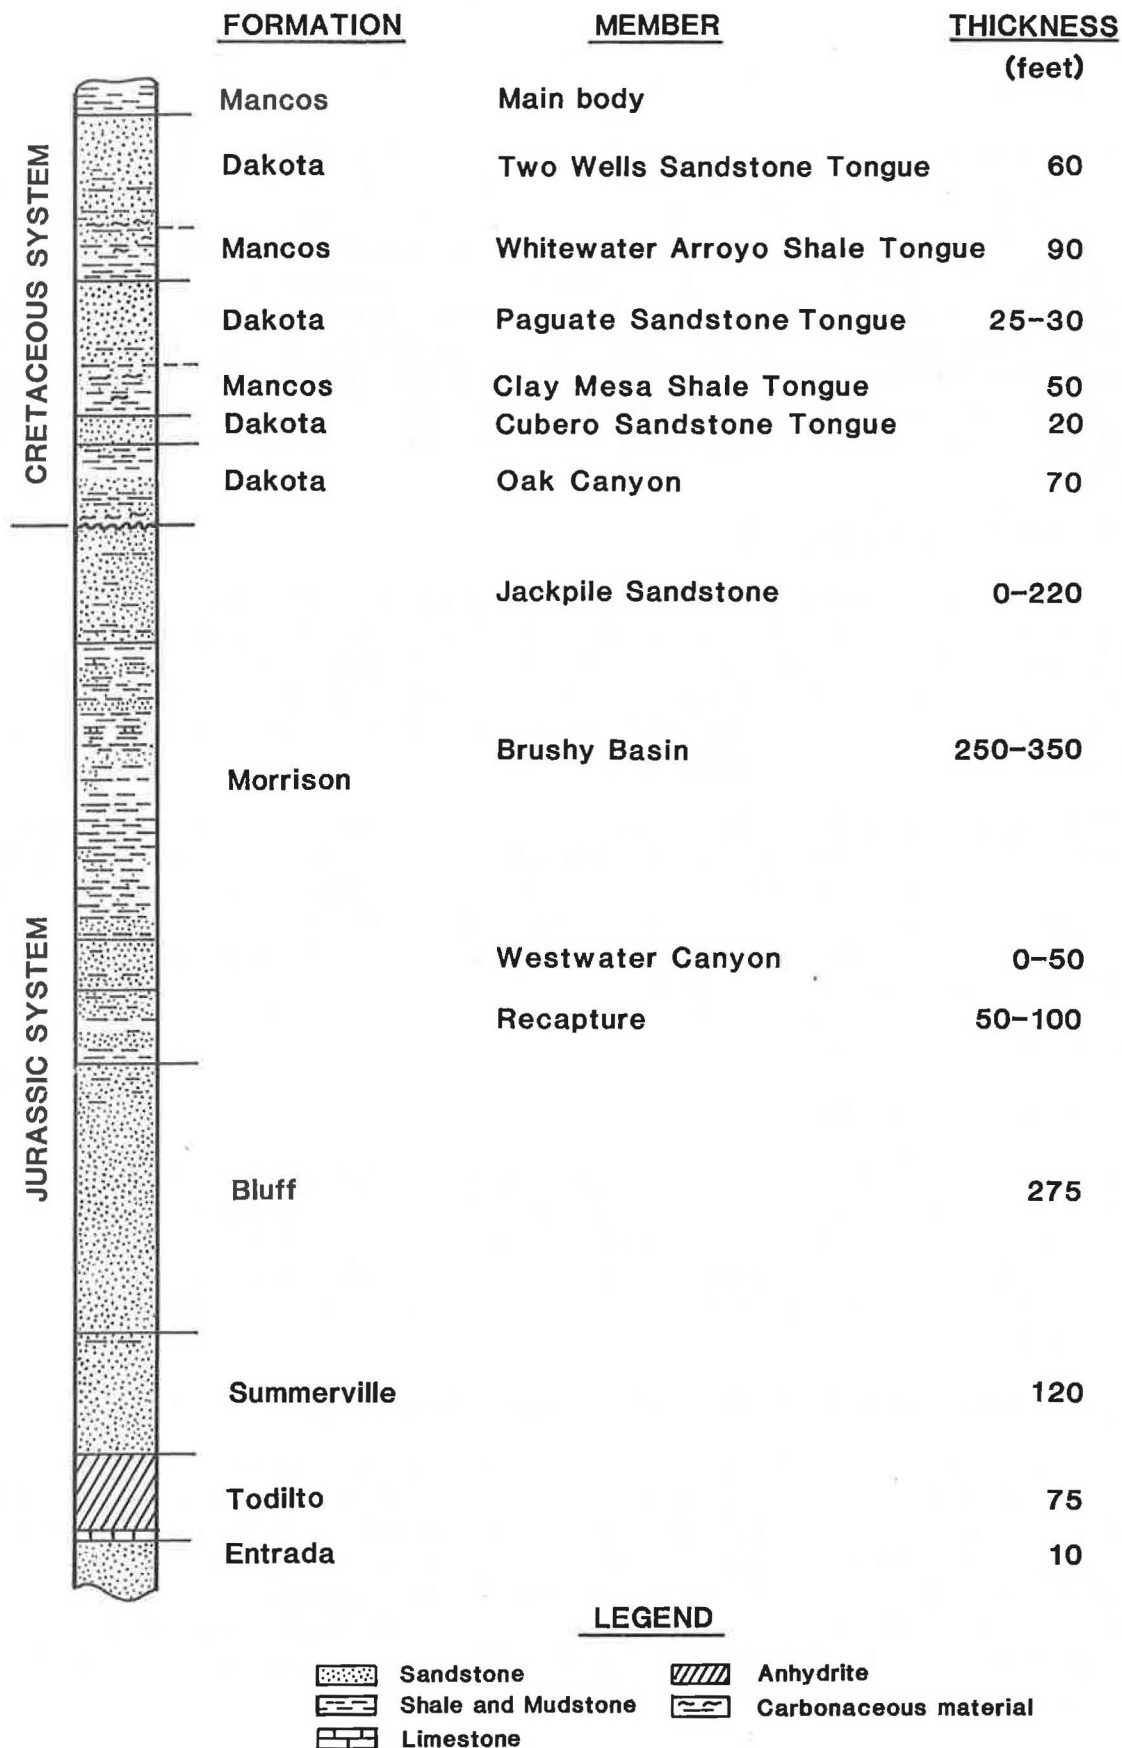 FORMATION MEMBER THICKNESS
(feet)
Mancos Main body
CRETACEOUS SYSTEM
Dakota Two Wells Sandstone Tongue 60
Mancos Whitewater Arroyo Shale Tongue 90
Dakota Paguate Sandstone Tongue 25-30
Mancos Clay Mesa Shale Tongue 50
Dakota Cubero Sandstone Tongue 20
Dakota Oak Canyon 70
JURASSIC SYSTEM
Jackpile Sandstone 0-220
Brushy Basin 250-350
Morrison
Westwater Canyon 0-50
Recapture 50-100
Bluff 275
Summerville 120
Todilto 75
Entrada 10
LEGEND
Sandstone Anhydrite
Shale and Mudstone Carbonaceous material
Limestone